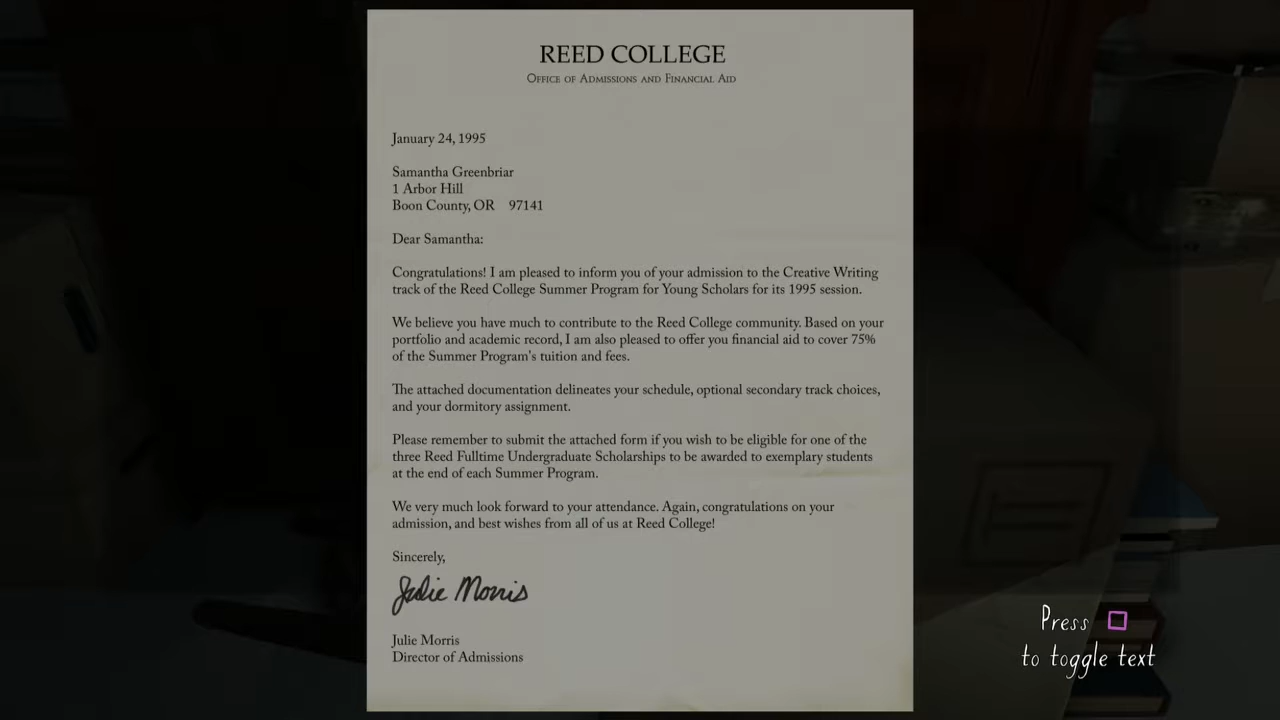 REED COLLEGE
Office of Admissions and Financial Aid
January 24, 1995
Samantha Greenbriar
1 Arbor Hill
Boon County, OR 97141
Dear Samantha:
Congratulations! I am pleased to inform you of your admission to the Creative Writing
track of the Reed College Summer Program for Young Scholars for its 1995 session.
We believe you have much to contribute to the Reed College community. Based on your
portfolio and academic record, I am also pleased to offer you financial aid to cover 75%
of the Summer Program's tuition and fees.
The attached documentation delineates your schedule, optional secondary track choices,
and your dormitory assignment.
Please remember to submit the attached form if you wish to be eligible for one of the
three Reed Fulltime Undergraduate Scholarships to be awarded to exemplary students
at the end of each Summer Program.
We very much look forward to your attendance. Again, congratulations on your
admission, and best wishes from all of us at Reed College!
Sincerely,
Julie Morris
Julie Morris
Director of Admissions
Press
to toggle text